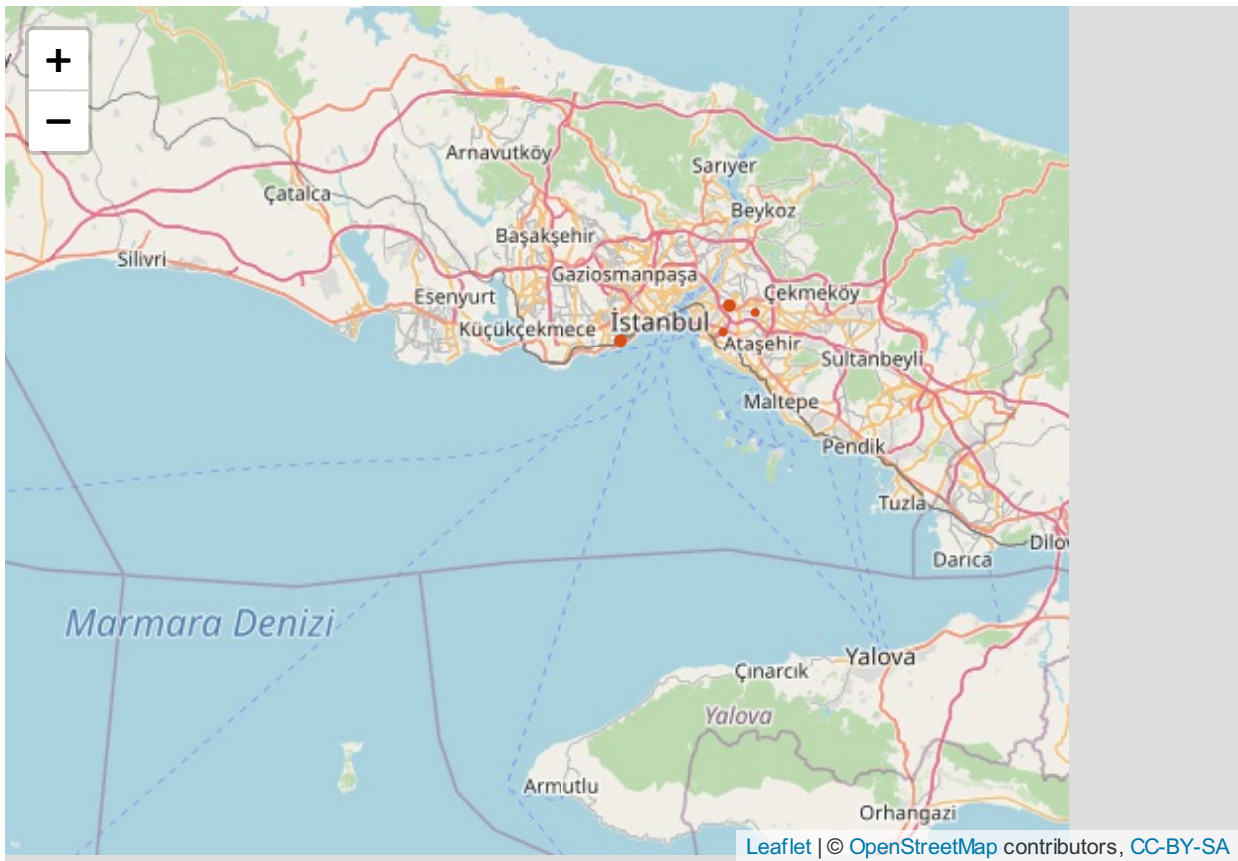 +
−
Arnavutköy
Sarıyer
Çatalca
Beykoz
Başakşehir
Silivri
Gaziosmanpaşa
Çekmeköy
Esenyurt
Küçükçekmece
İstanbul
Ataşehir
Sultanbeyli
Maltepe
Pendik
Tuzla
Darıca
Dilov
Marmara Denizi
Yalova
Çınarcık
Yalova
Armutlu
Orhangazi
Leaflet | © OpenStreetMap contributors, CC-BY-SA